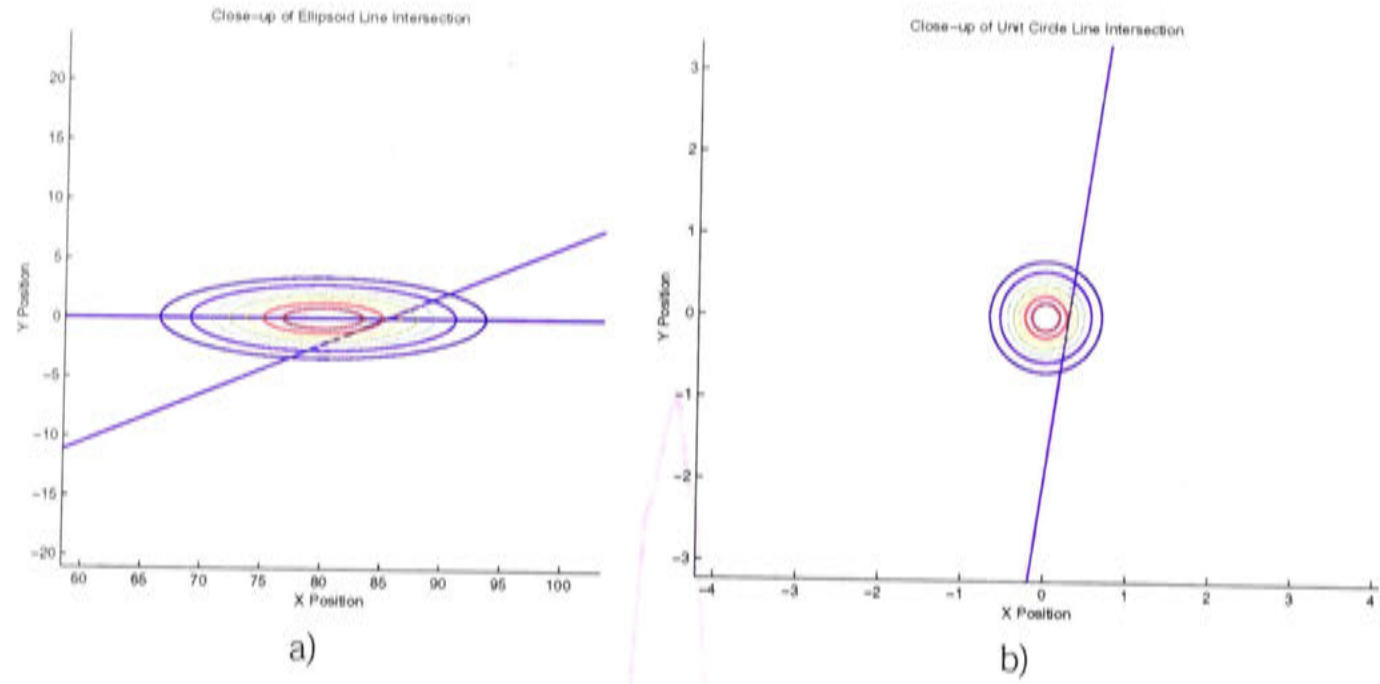 Close-up of Ellipsoid Line Intersection
20
15
10
5
0
-5
-10
-15
-20
Y Position
60 65 70 75 80 85 90 95 100
X Position
a)
Close-up of Unit Circle Line Intersection
3
2
1
0
-1
-2
-3
Y Position
-4 -3 -2 -1 0 1 2 3 4
X Position
b)